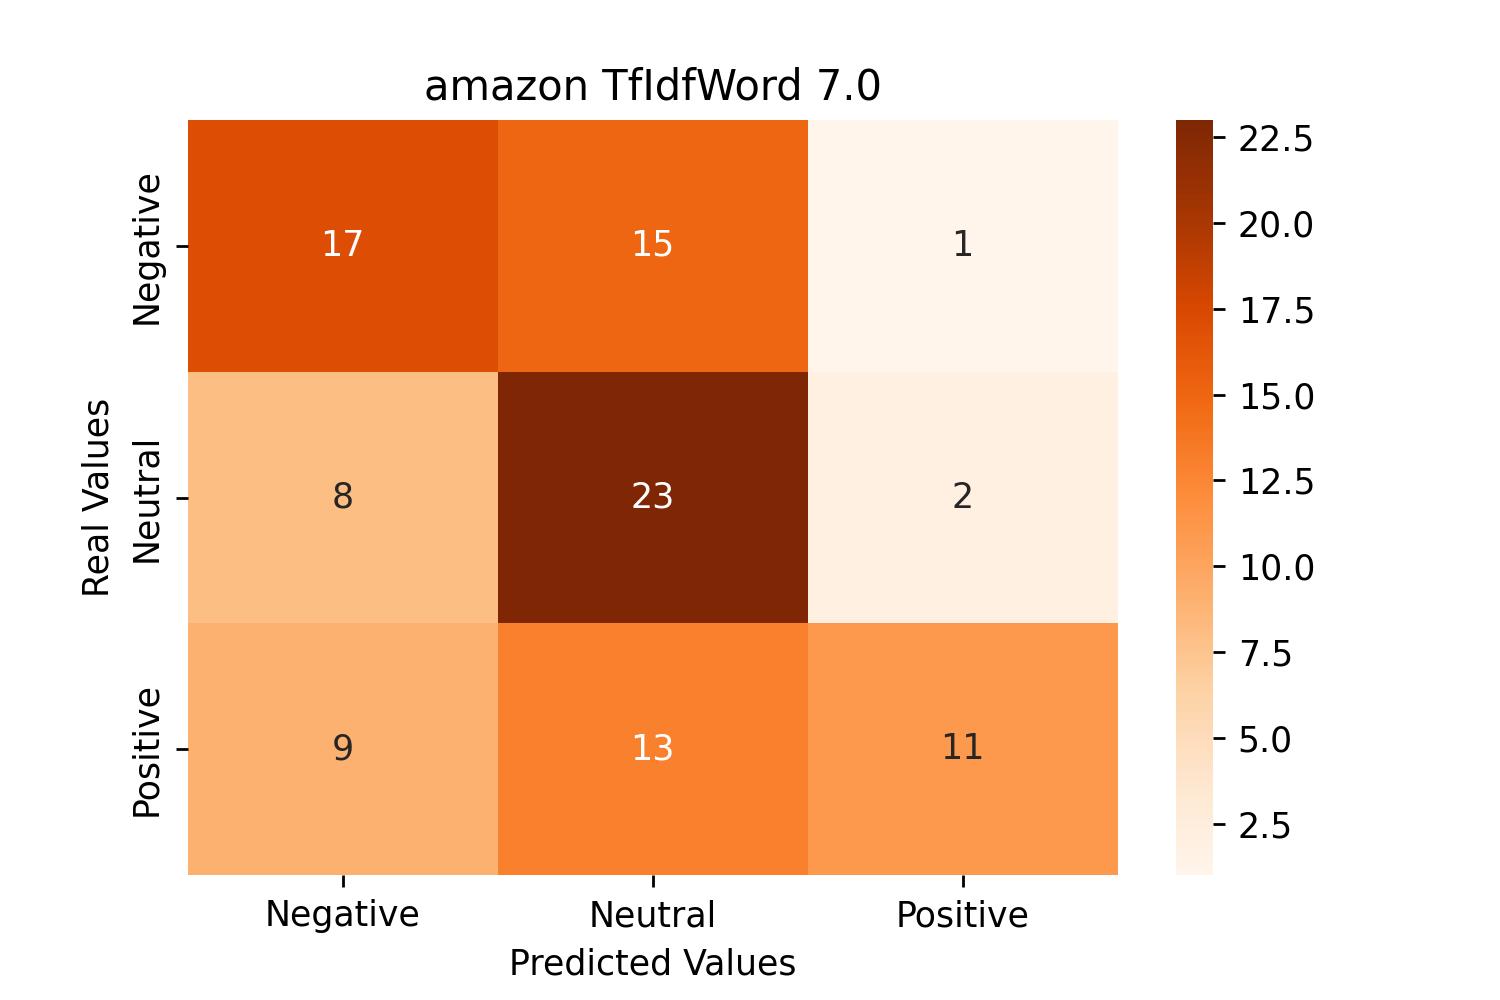 amazon TfIdfWord 7.0
Real Values
Negative
17 15 1
Neutral
8 23 2
Positive
9 13 11
Negative Neutral Positive
Predicted Values
22.5
20.0
17.5
15.0
12.5
10.0
7.5
5.0
2.5